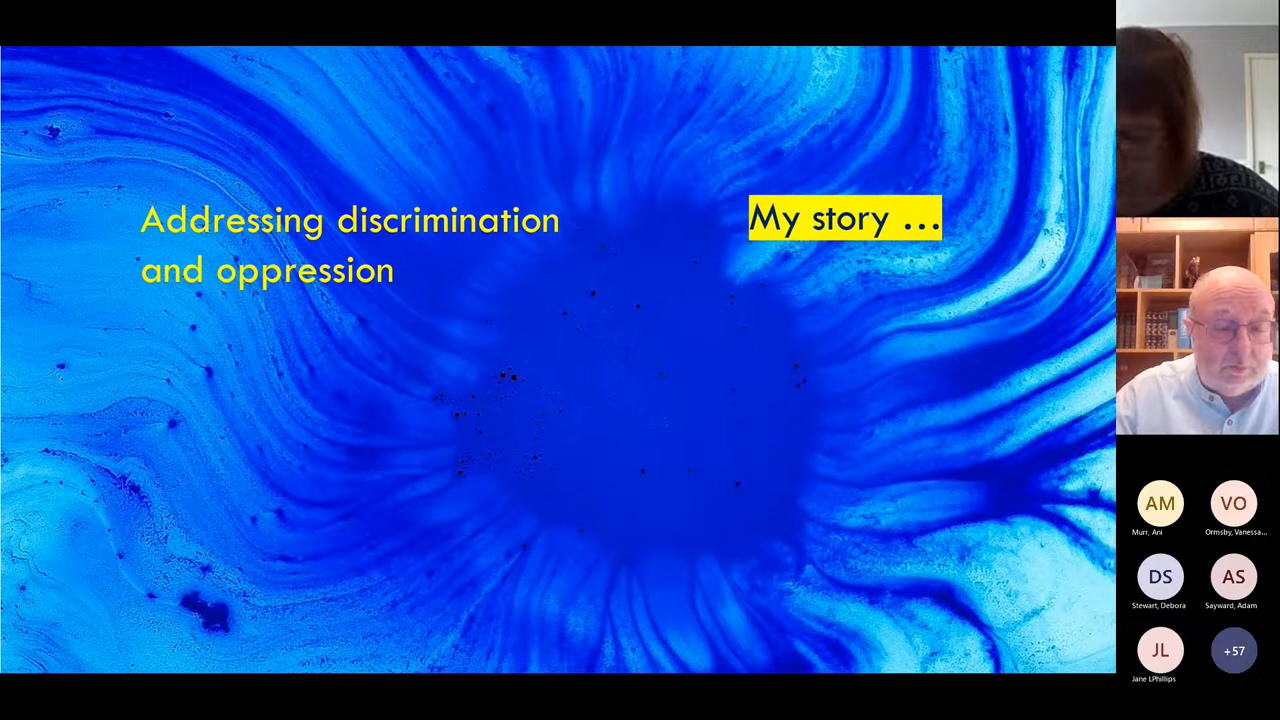 Addressing discrimination
and oppression
My story ...
AM
VO
Murr, Ani
Ormsby, Vanessa...
DS
AS
Stewart, Debora
Sayward, Adam
JL
+57
Jane LPhillips